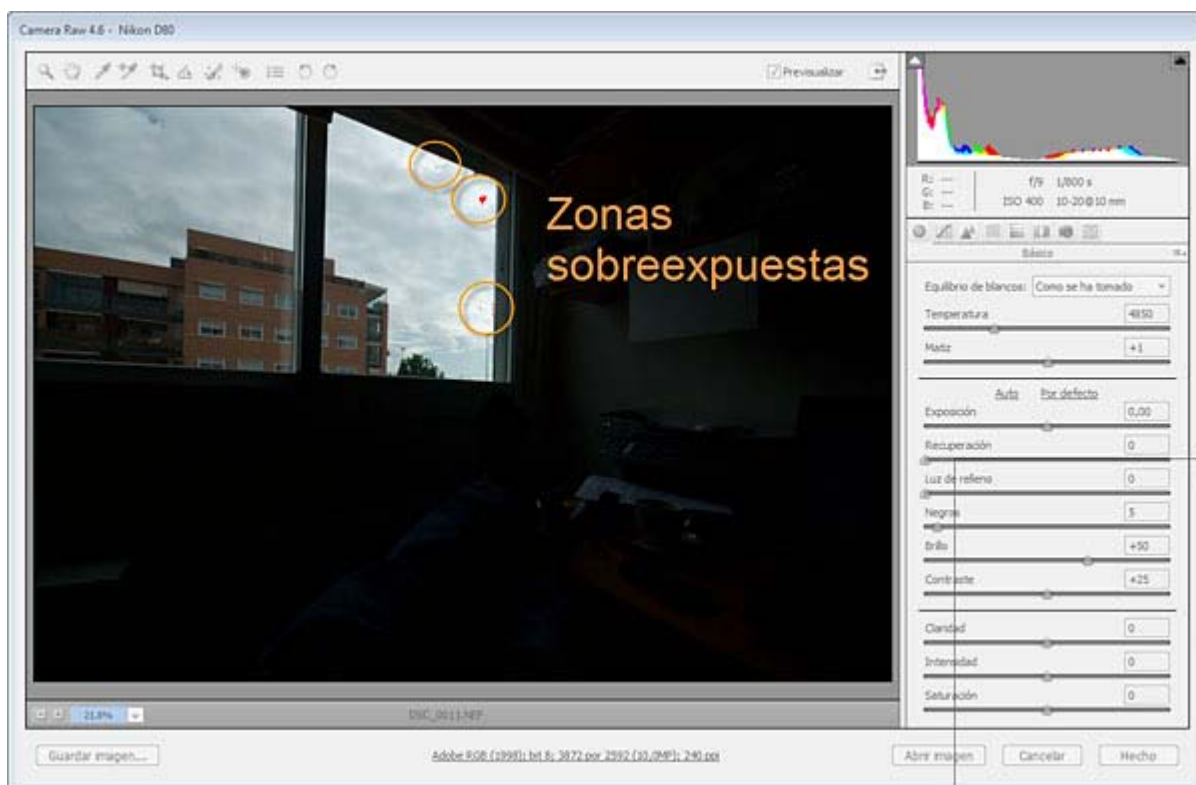 Camera Raw 4.6 - Nikon D80
Previsualizar
Zonas
sobreexpuestas
R: ---
G: ---
B: ---
f/9 1/800 s
ISO 400 10-20@10 mm
Básico
Equilibrio de blancos: Como se ha tomado
Temperatura 4850
Matiz +1
Auto Por defecto
Exposición 0,00
Recuperación 0
Luz de relleno 0
Negros 5
Brillo +50
Contraste +25
Claridad 0
Intensidad 0
Saturación 0
21,8% DSC_0011.NEF
Guardar imagen... Adobe RGB (1998); bit 8; 3872 por 2592 (10,0MP); 240 ppi Abrir imagen Cancelar Hecho